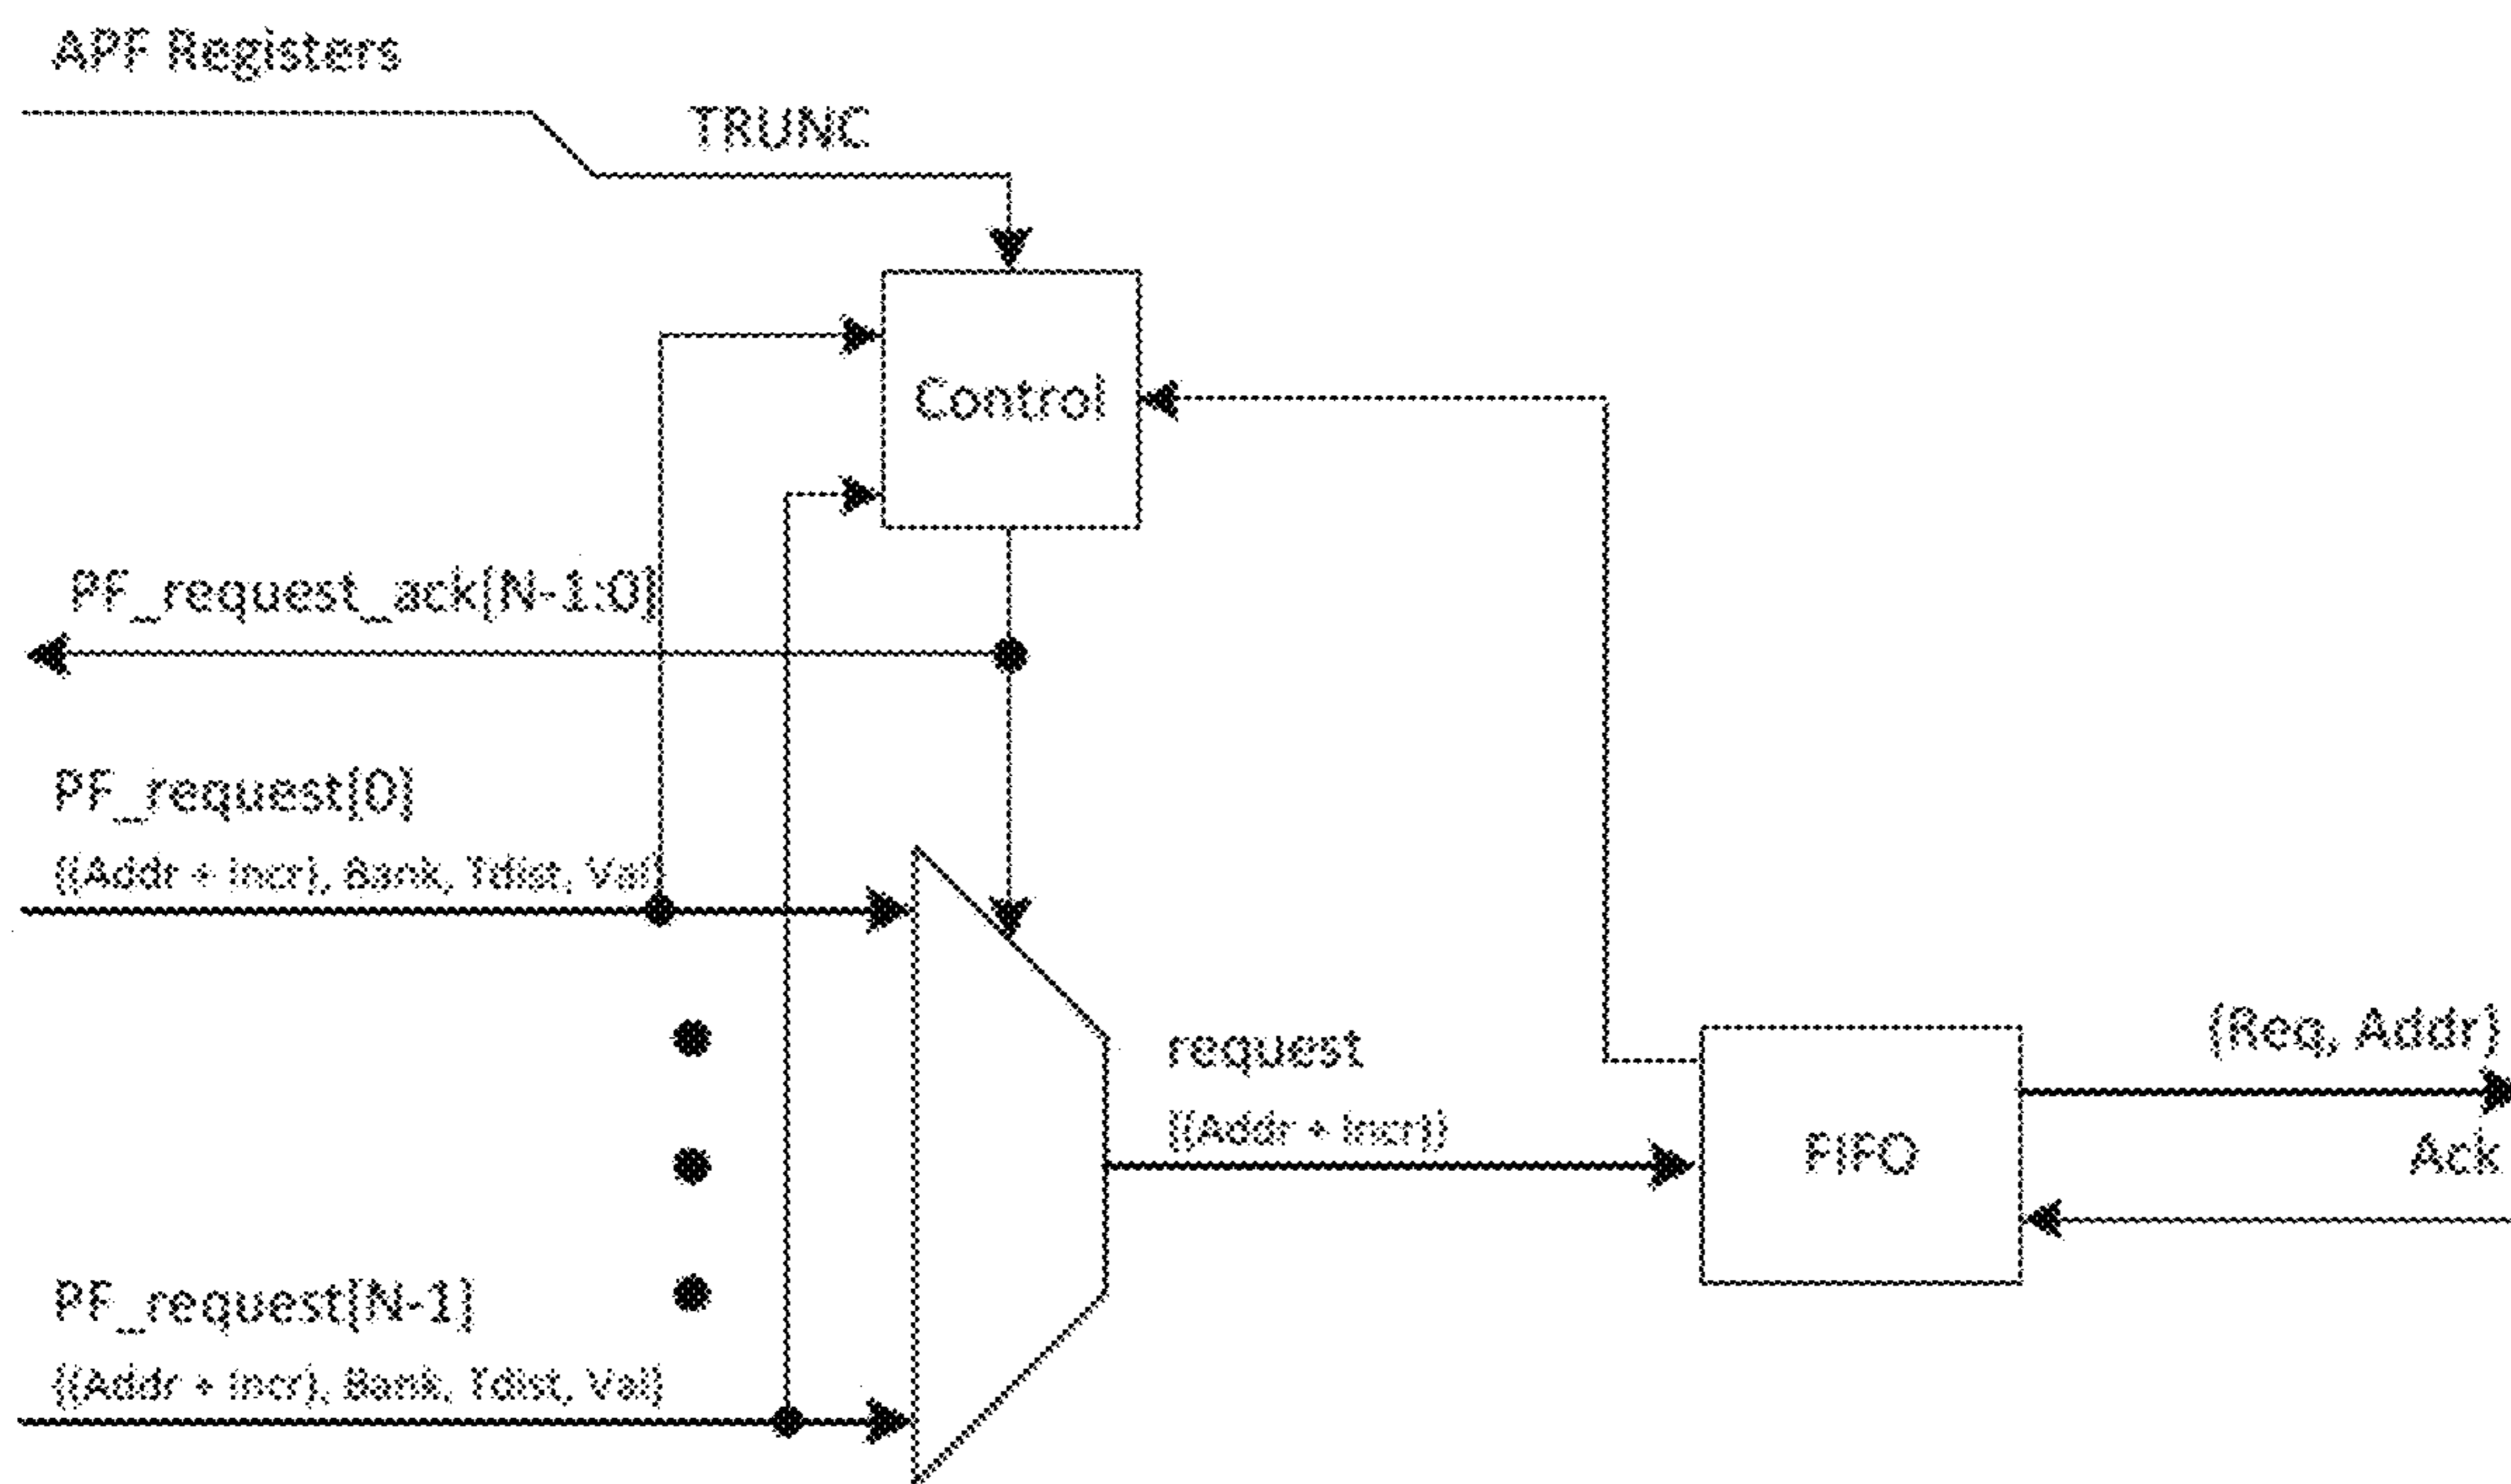 APF Registers
TRUNC
Control
PF_request_ack[N-1:0]
PF_request[0]
{(Addr + Incr), Bank, Tdist, Val}
request
{(Addr + Incr)}
{Req, Addr}
FIFO
Ack
PF_request[N-1]
{(Addr + Incr), Bank, Tdist, Val}